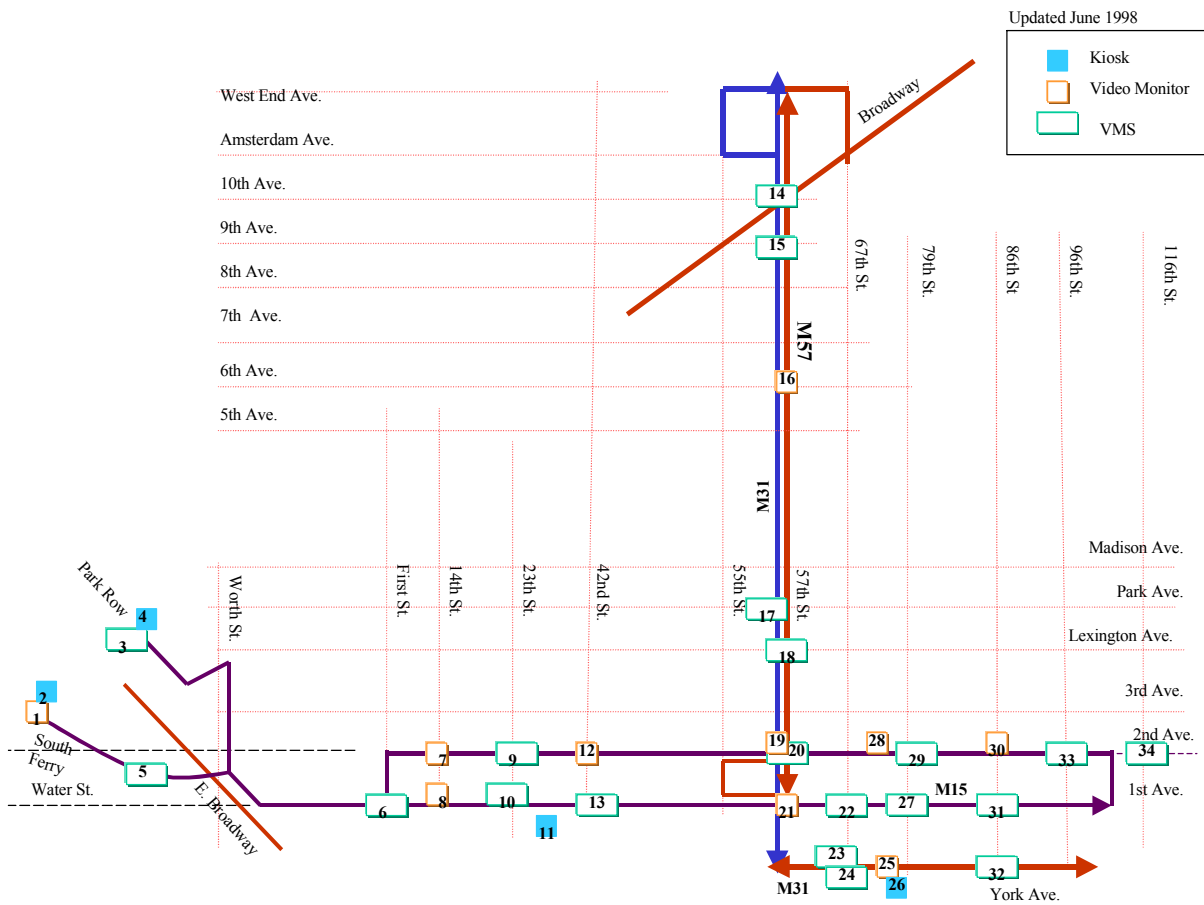 Updated June 1998
Kiosk
Video Monitor
VMS
West End Ave.
Broadway
Amsterdam Ave.
10th Ave.
14
9th Ave.
15
8th Ave.
67th St.
79th St.
86th St.
96th St.
116th St.
7th Ave.
M57
6th Ave.
16
5th Ave.
M31
Madison Ave.
Park Row
Worth St.
First St.
14th St.
23th St.
42nd St.
55th St.
57th St.
Park Ave.
4
17
3
Lexington Ave.
18
2
3rd Ave.
1
South
Ferry
19
28
30
2nd Ave.
7
9
12
20
29
33
34
5
Water St.
M15
1st Ave.
6
8
10
13
21
22
27
31
E. Broadway
11
23
24
25
32
M31
26
York Ave.